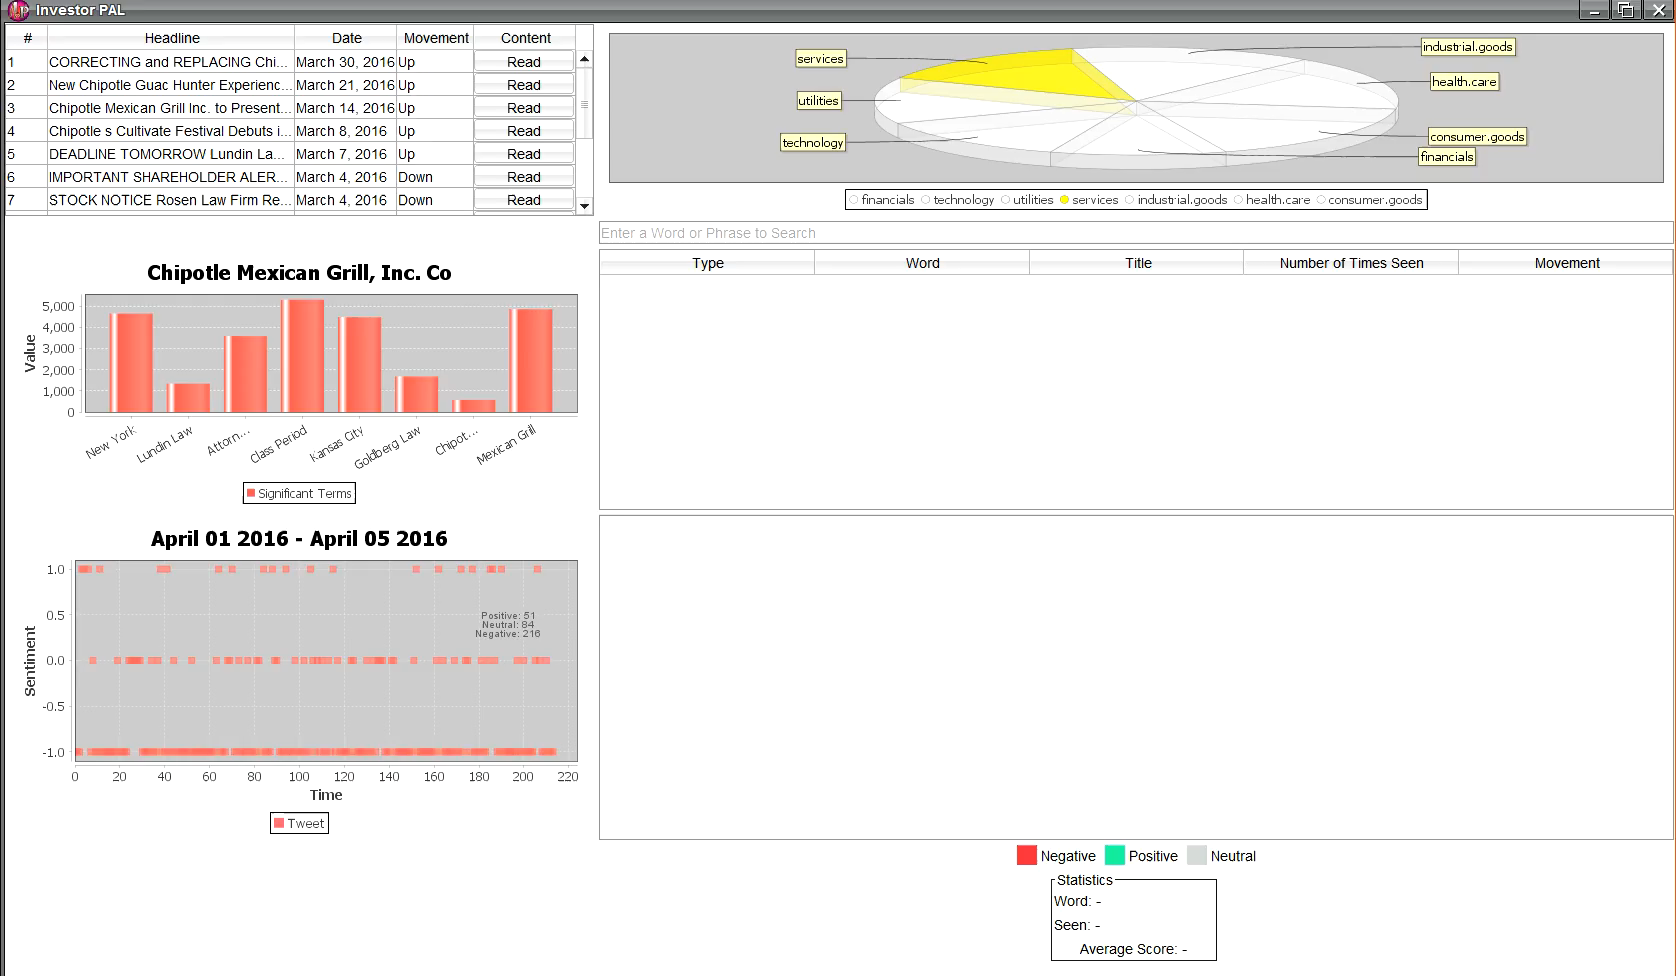 Investor PAL
# Headline Date Movement Content
1 CORRECTING and REPLACING Chi... March 30, 2016 Up Read
2 New Chipotle Guac Hunter Experienc... March 21, 2016 Up Read
3 Chipotle Mexican Grill Inc. to Present... March 14, 2016 Up Read
4 Chipotle s Cultivate Festival Debuts i... March 8, 2016 Up Read
5 DEADLINE TOMORROW Lundin La... March 7, 2016 Up Read
6 IMPORTANT SHAREHOLDER ALER... March 4, 2016 Down Read
7 STOCK NOTICE Rosen Law Firm Re... March 4, 2016 Down Read
services
utilities
technology
industrial.goods
health.care
consumer.goods
financials
financials technology utilities services industrial.goods health.care consumer.goods
Enter a Word or Phrase to Search
Type Word Title Number of Times Seen Movement
Chipotle Mexican Grill, Inc. Co
Value
5,000
4,000
3,000
2,000
1,000
0
New York Lundin Law Attorn... Class Period Kansas City Goldberg Law Chipot... Mexican Grill
Significant Terms
April 01 2016 - April 05 2016
Sentiment
1.0
0.5
0.0
-0.5
-1.0
Positive: 51
Neutral: 84
Negative: 216
0 20 40 60 80 100 120 140 160 180 200 220
Time
Tweet
Negative Positive Neutral
Statistics
Word: -
Seen: -
Average Score: -